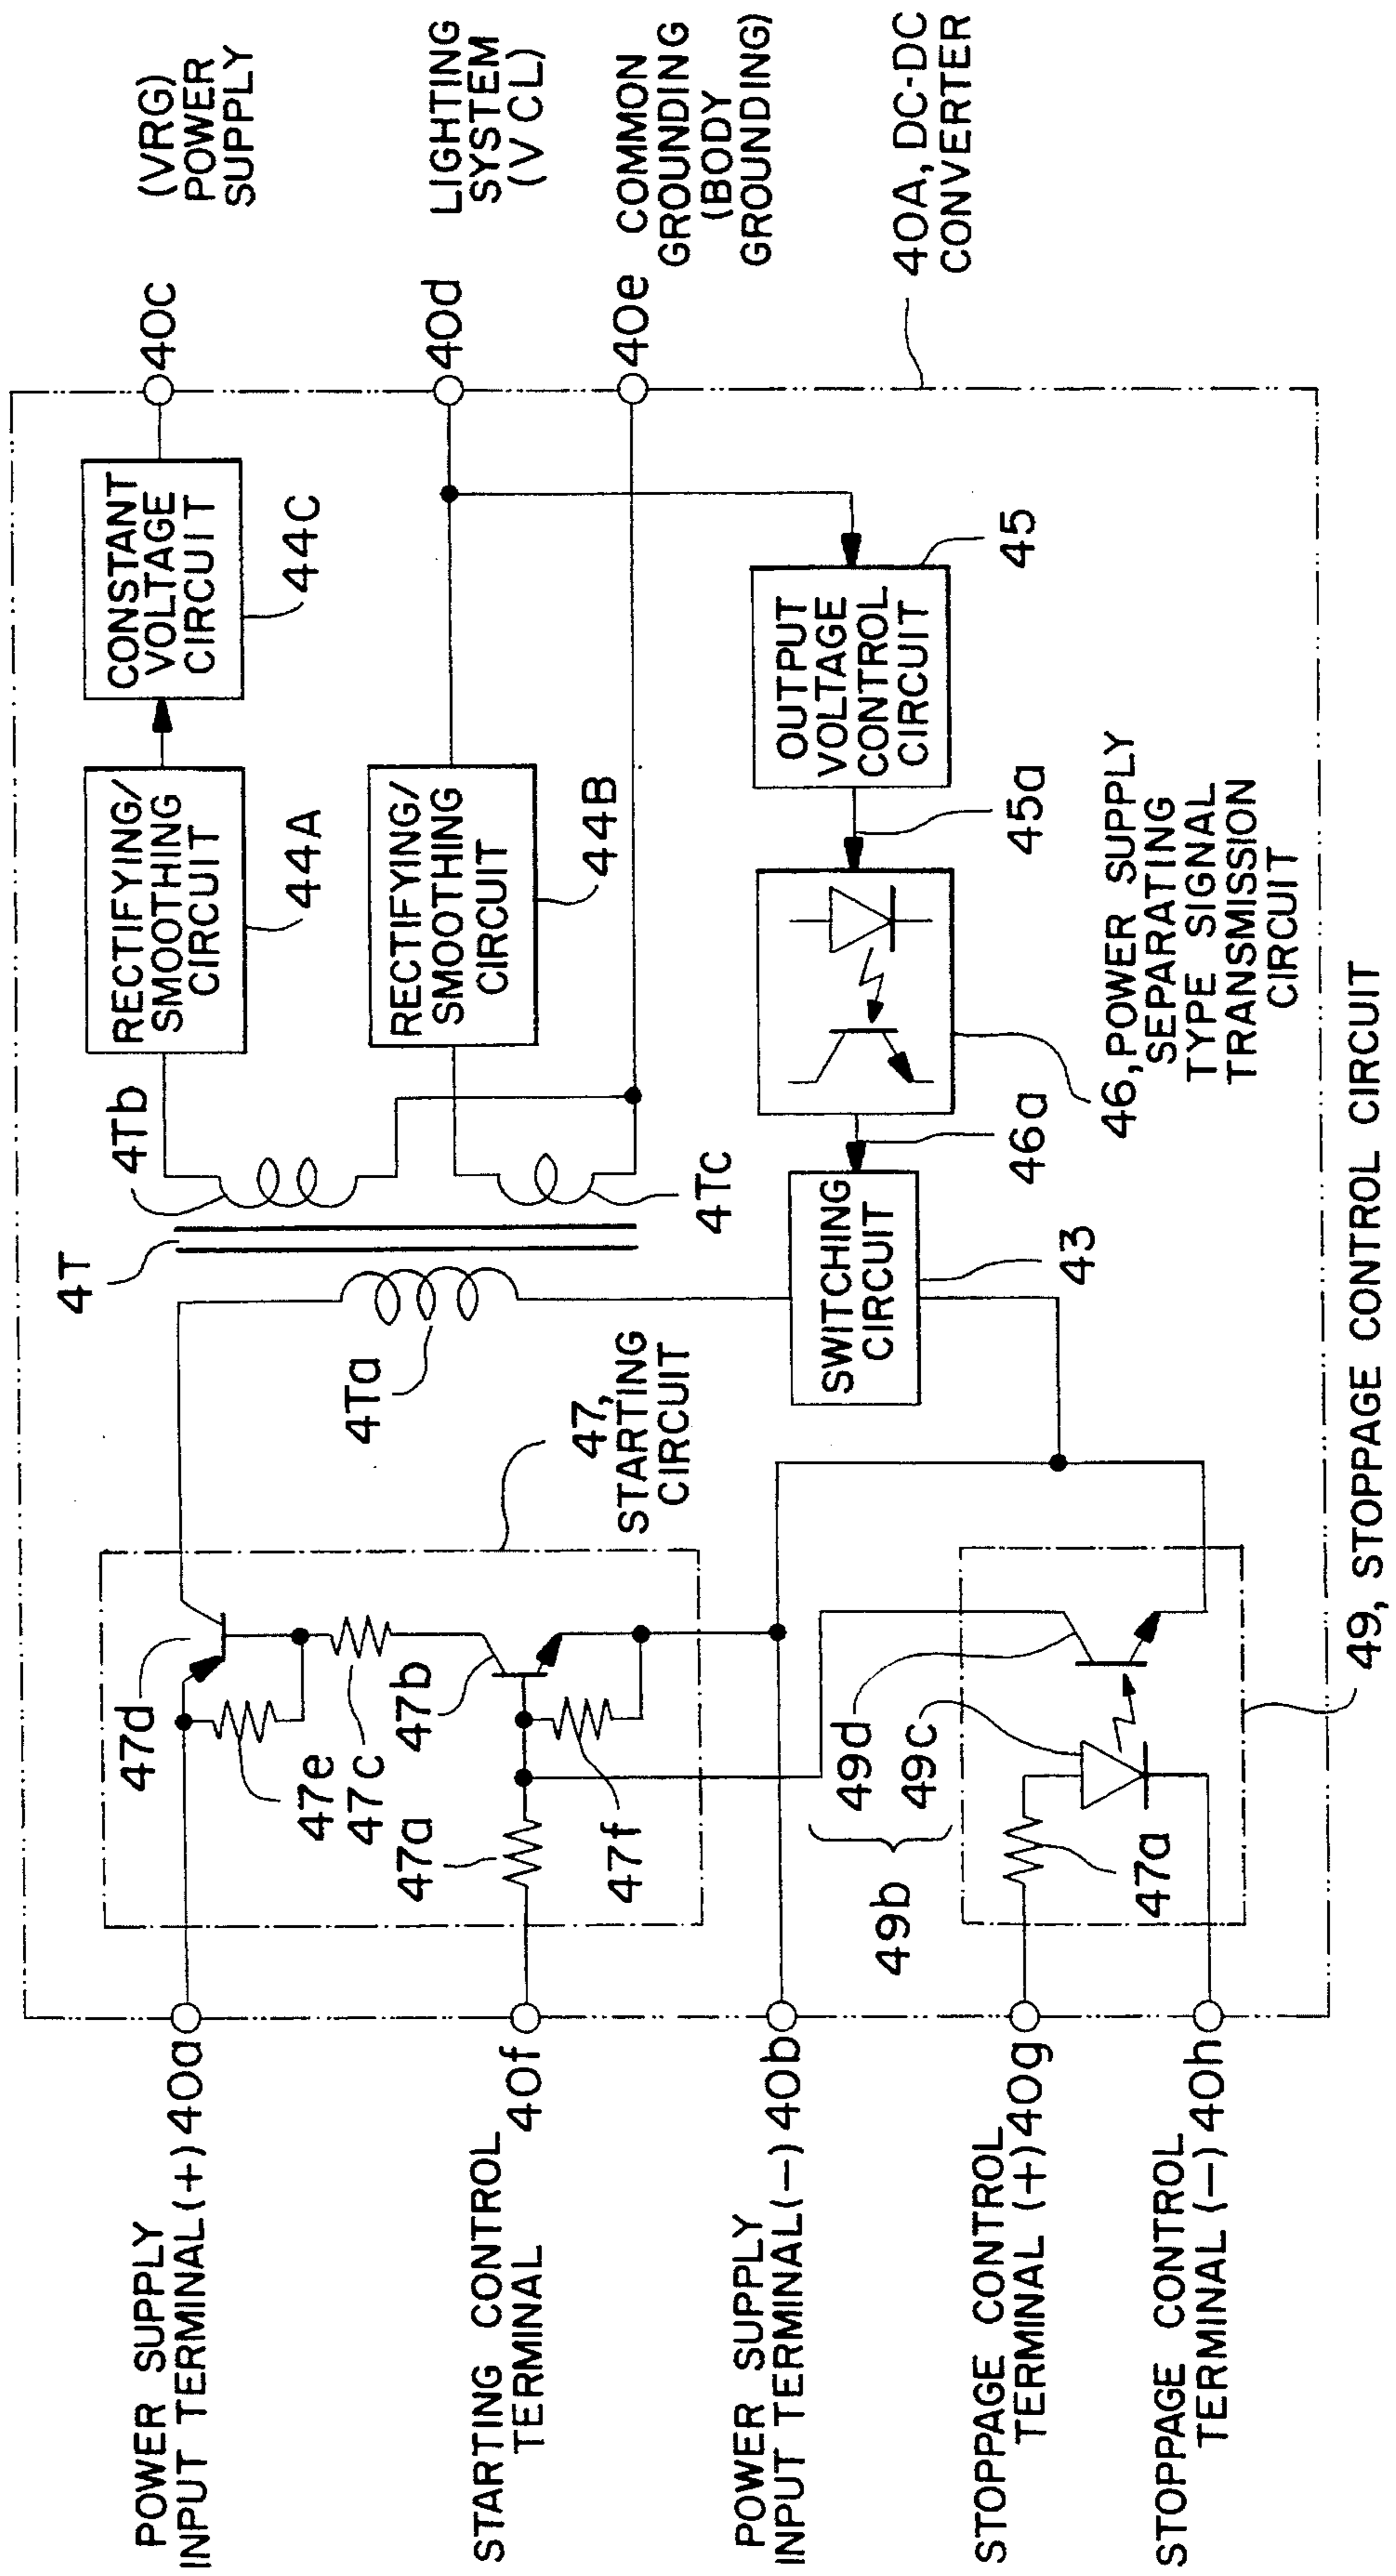 POWER SUPPLY
INPUT TERMINAL(+) 40a
STARTING CONTROL
TERMINAL
40f
POWER SUPPLY
INPUT TERMINAL(−) 40b
STOPPAGE CONTROL
TERMINAL (+) 40g
STOPPAGE CONTROL
TERMINAL (−) 40h
47d
47e
47c
47b
47a
47f
47,
STARTING
CIRCUIT
49d
49c
49b
47a
49, STOPPAGE CONTROL CIRCUIT
4T
4Ta
4Tb
4Tc
SWITCHING
CIRCUIT
43
46a
RECTIFYING/
SMOOTHING
CIRCUIT
44A
RECTIFYING/
SMOOTHING
CIRCUIT
44B
46, POWER SUPPLY
SEPARATING
TYPE SIGNAL
TRANSMISSION
CIRCUIT
45a
CONSTANT
VOLTAGE
CIRCUIT
44C
OUTPUT
VOLTAGE
CONTROL
CIRCUIT
45
40c
(VRG)
POWER
SUPPLY
40d
LIGHTING
SYSTEM
(V CL)
40e COMMON
GROUNDING
(BODY
GROUNDING)
40A, DC-DC
CONVERTER